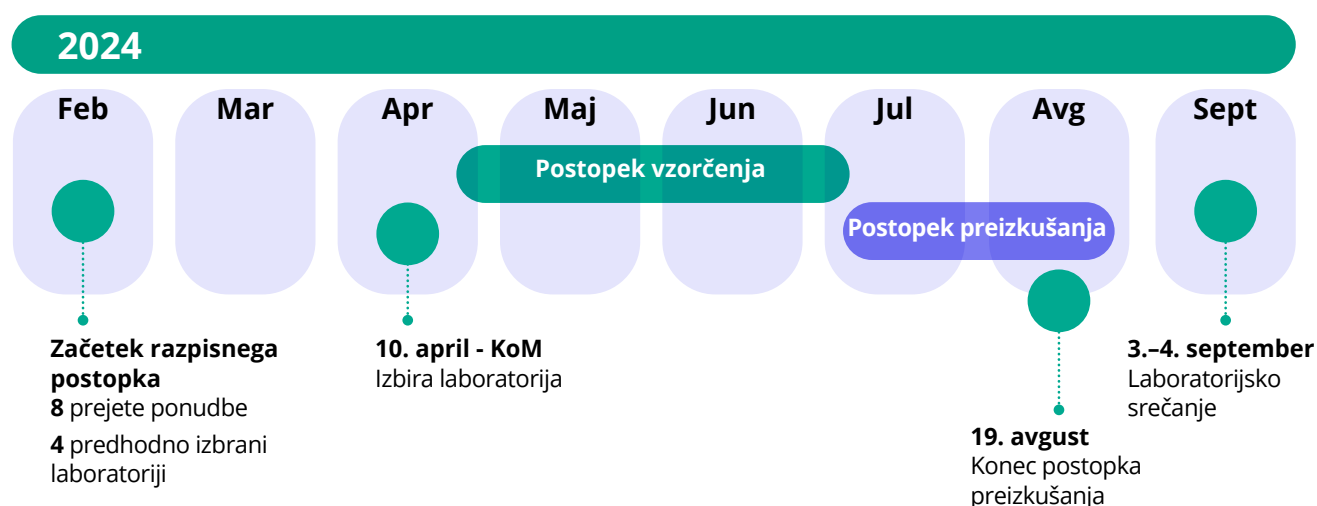 2024
Feb
Mar
Apr
Maj
Jun
Jul
Avg
Sept
Postopek vzorčenja
Postopek preizkušanja
Začetek razpisnega
postopka
8 prejete ponudbe
4 predhodno izbrani
laboratoriji
10. april - KoM
Izbira laboratorija
19. avgust
Konec postopka
preizkušanja
3.–4. september
Laboratorijsko
srečanje